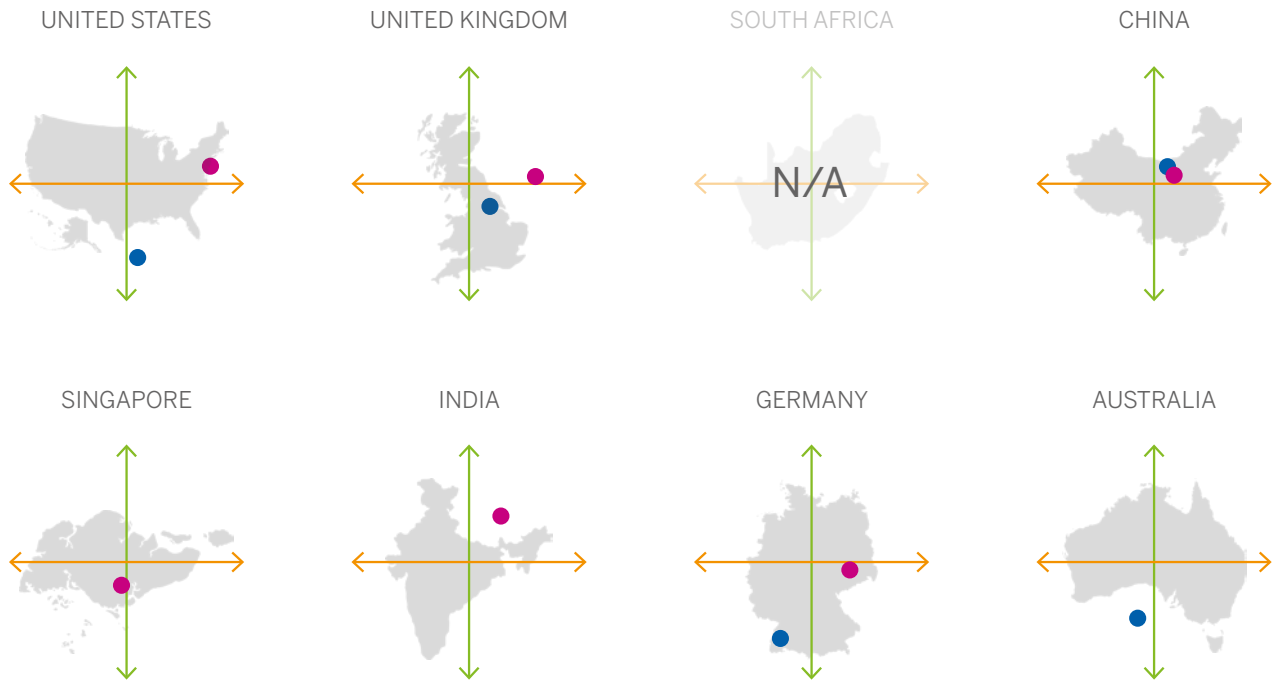 UNITED STATES
UNITED KINGDOM
SOUTH AFRICA
CHINA
N/A
SINGAPORE
INDIA
GERMANY
AUSTRALIA